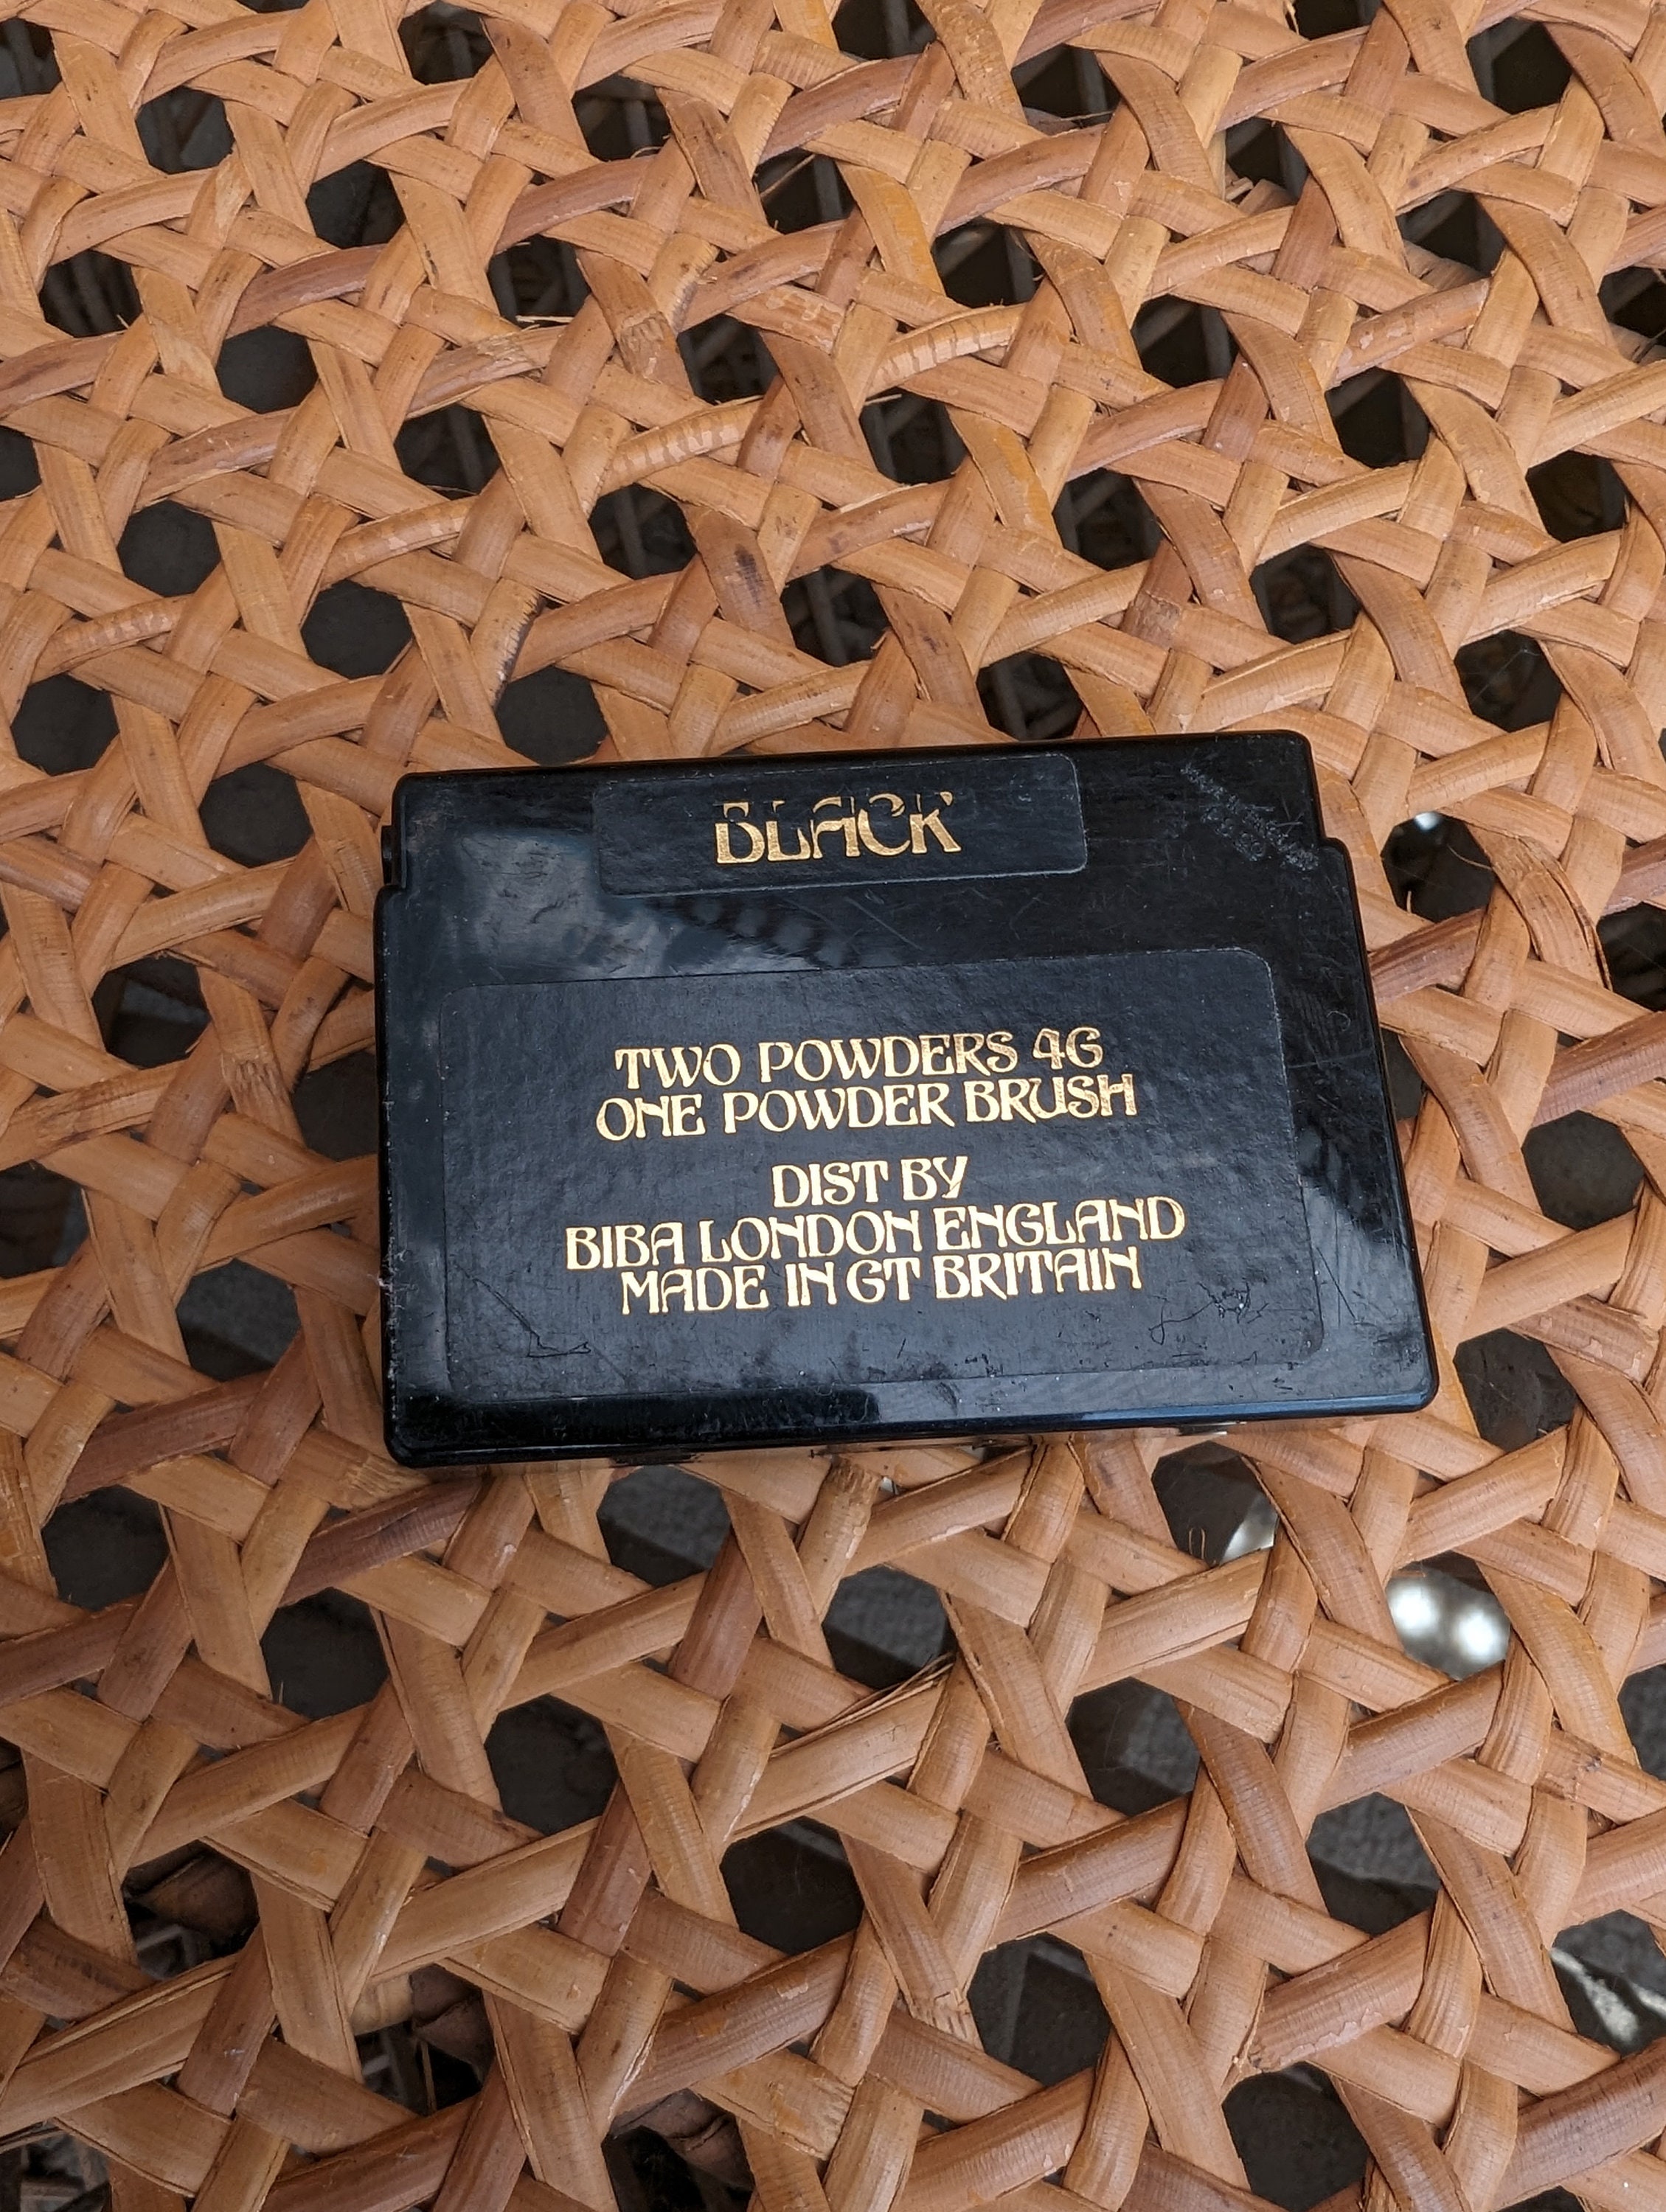 BLACK
TWO POWDERS 4G
ONE POWDER BRUSH
DIST BY
BIBA LONDON ENGLAND
MADE IN GT BRITAIN